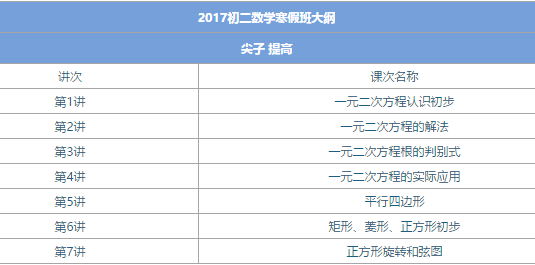 2017初二数学寒假班大纲
尖子 提高
讲次 课次名称
第1讲 一元二次方程认识初步
第2讲 一元二次方程的解法
第3讲 一元二次方程根的判别式
第4讲 一元二次方程的实际应用
第5讲 平行四边形
第6讲 矩形、菱形、正方形初步
第7讲 正方形旋转和弦图